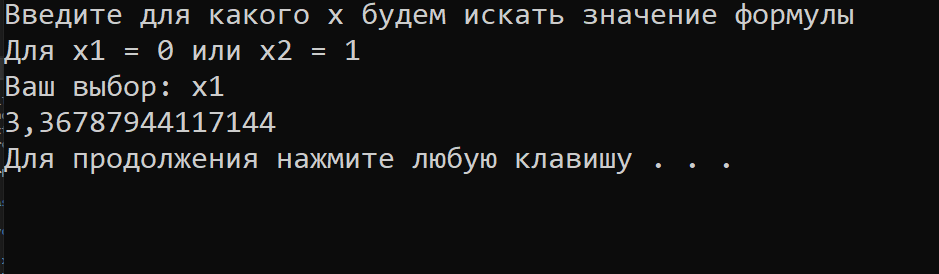 Введите для какого x будем искать значение формулы
Для x1 = 0 или x2 = 1
Ваш выбор: x1
3,36787944117144
Для продолжения нажмите любую клавишу . . .